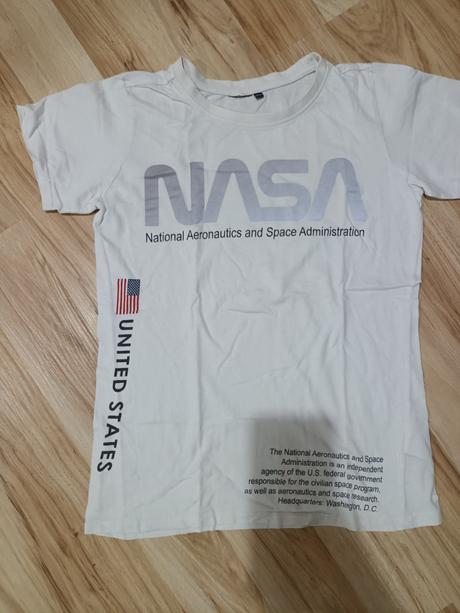 NASA
National Aeronautics and Space Administration
UNITED STATES
The National Aeronautics and Space
Administration is an independent
agency of the U.S. federal government
responsible for the civilian space program,
as well as aeronautics and space research.
Headquarters: Washington, D.C.